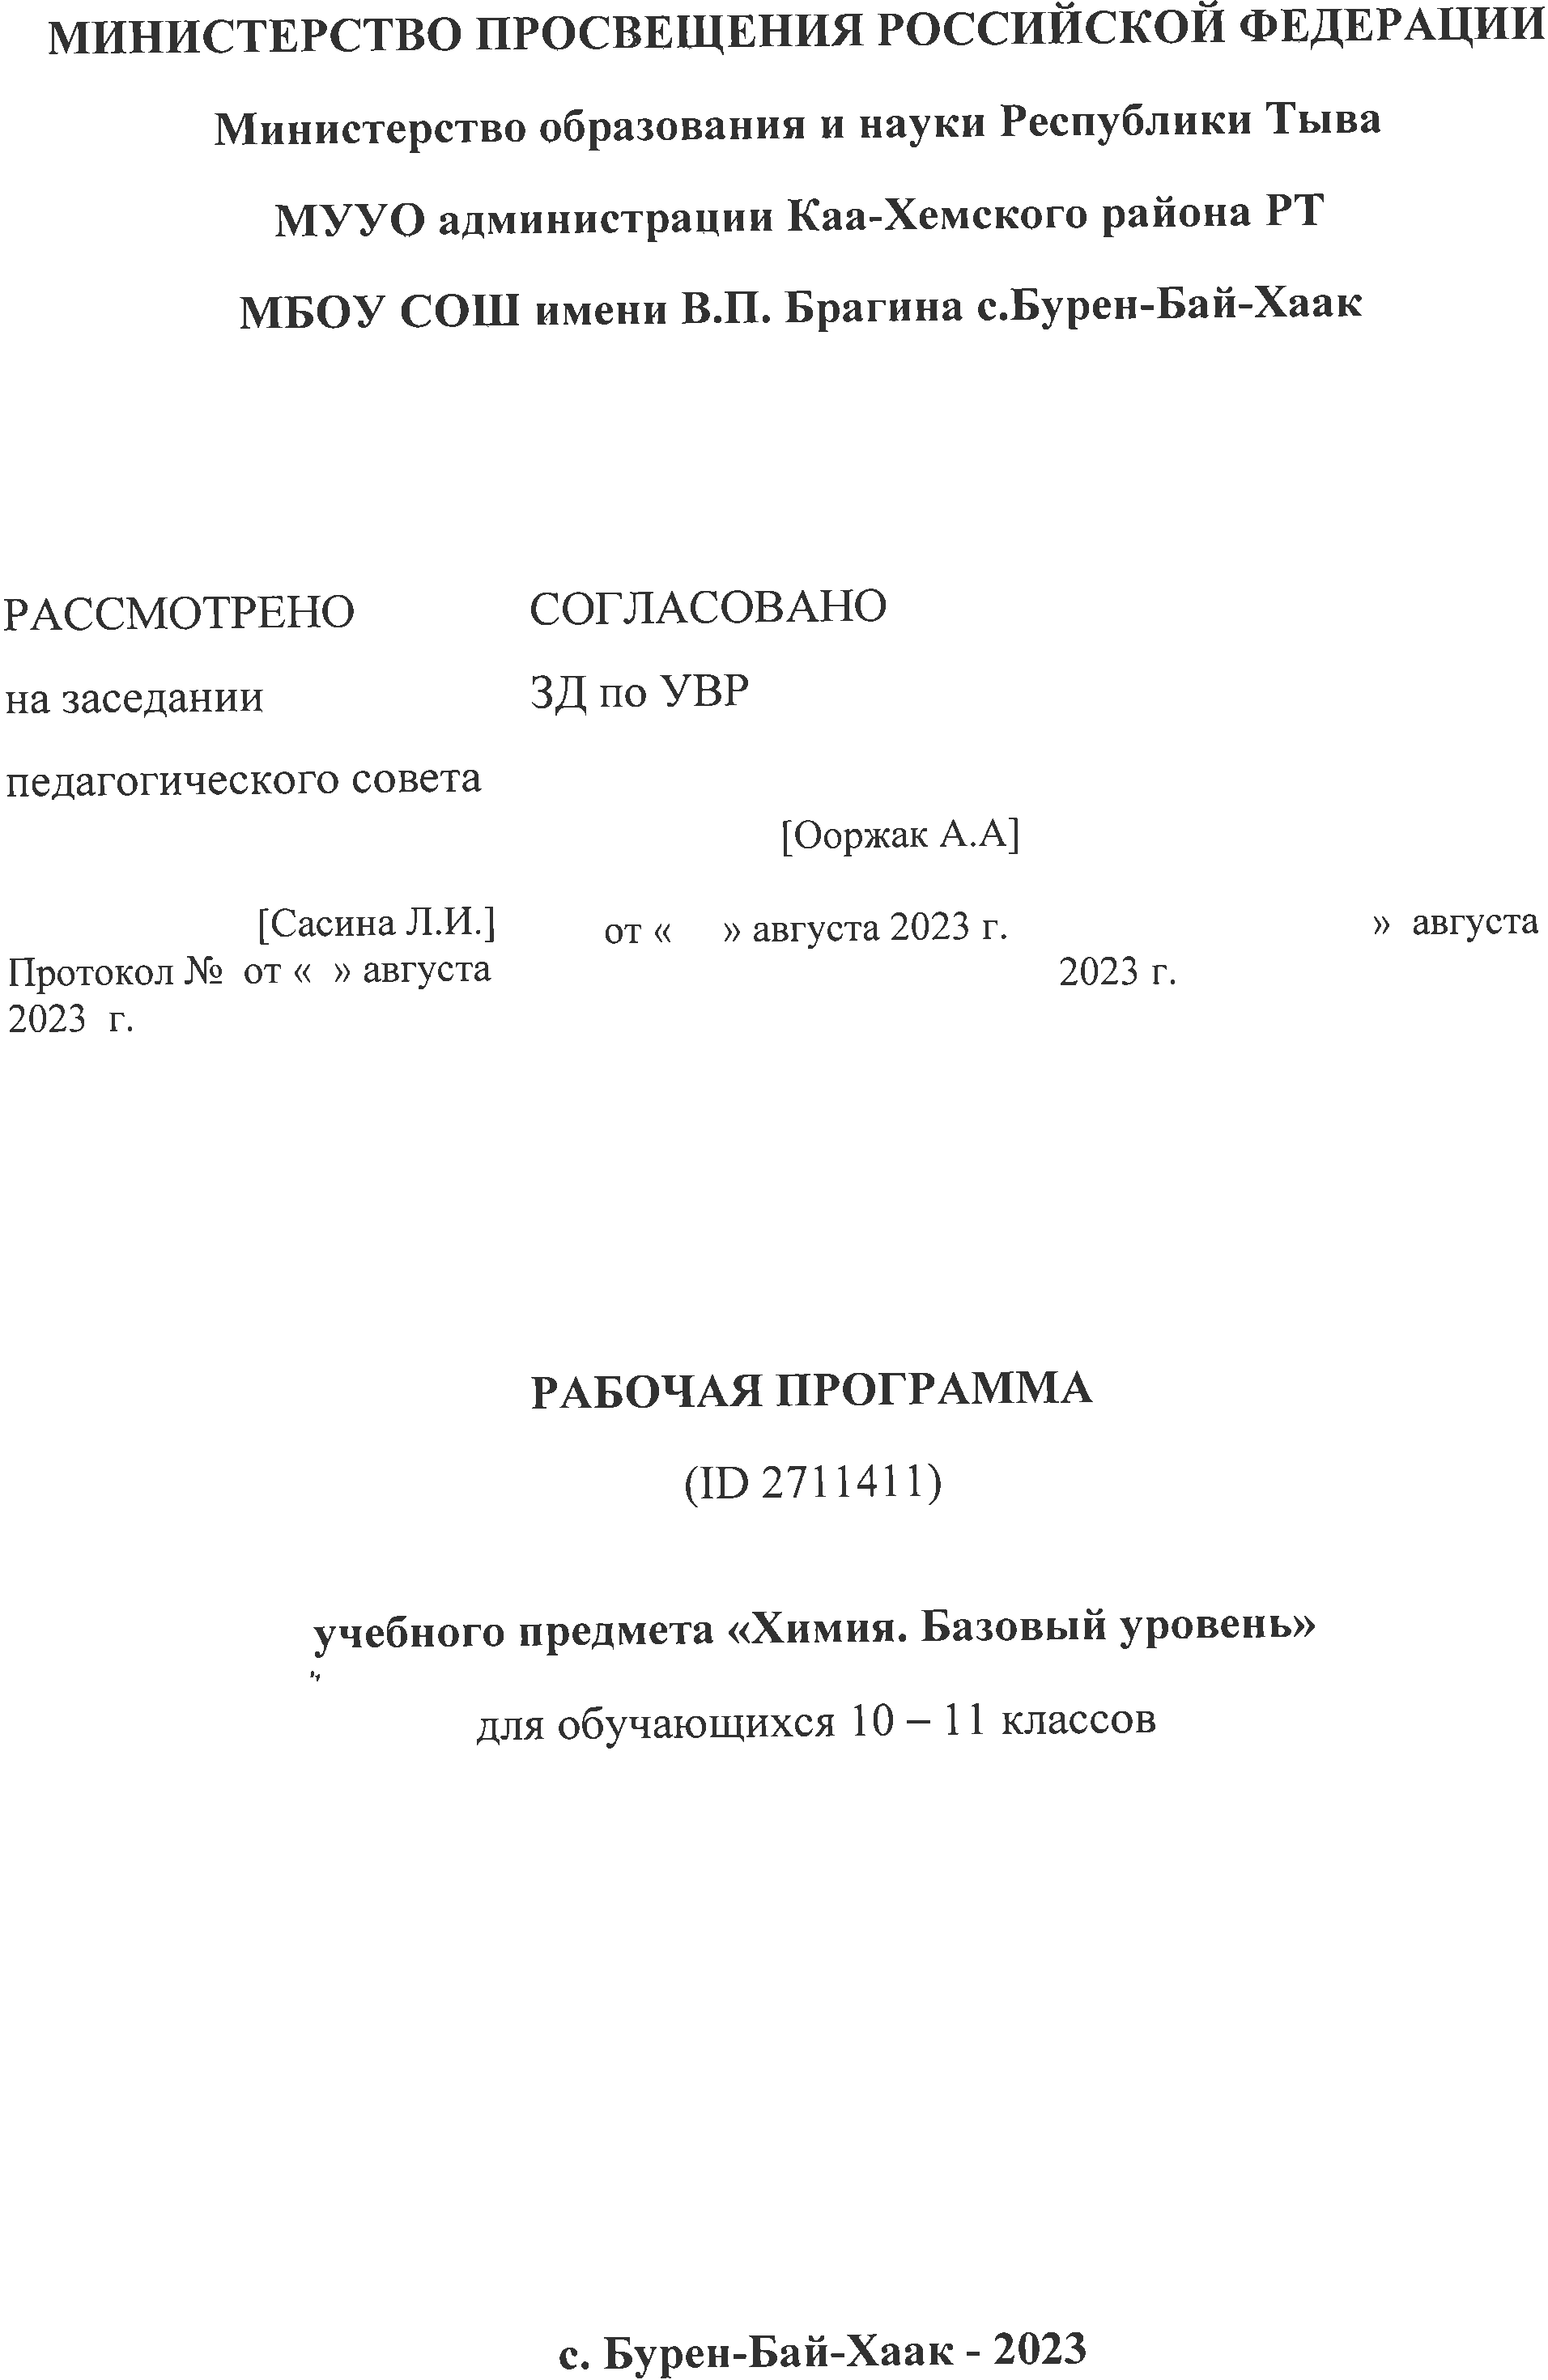 МИНИСТЕРСТВО ПРОСВЕЩЕНИЯ РОССИЙСКОЙ ФЕДЕРАЦИИ
Министерство образования и науки Республики Тыва
МУУО администрации Каа-Хемского района РТ
МБОУ СОШ имени В.П. Брагина с.Бурен-Бай-Хаак
РАССМОТРЕНО
на заседании
педагогического совета
[Сасина Л.И.]
Протокол № от « » августа
2023 г.
СОГЛАСОВАНО
ЗД по УВР
[Ооржак А.А]
от « » августа 2023 г.
» августа
2023 г.
РАБОЧАЯ ПРОГРАММА
(ID 2711411)
учебного предмета «Химия. Базовый уровень»
для обучающихся 10 – 11 классов
с. Бурен-Бай-Хаак - 2023